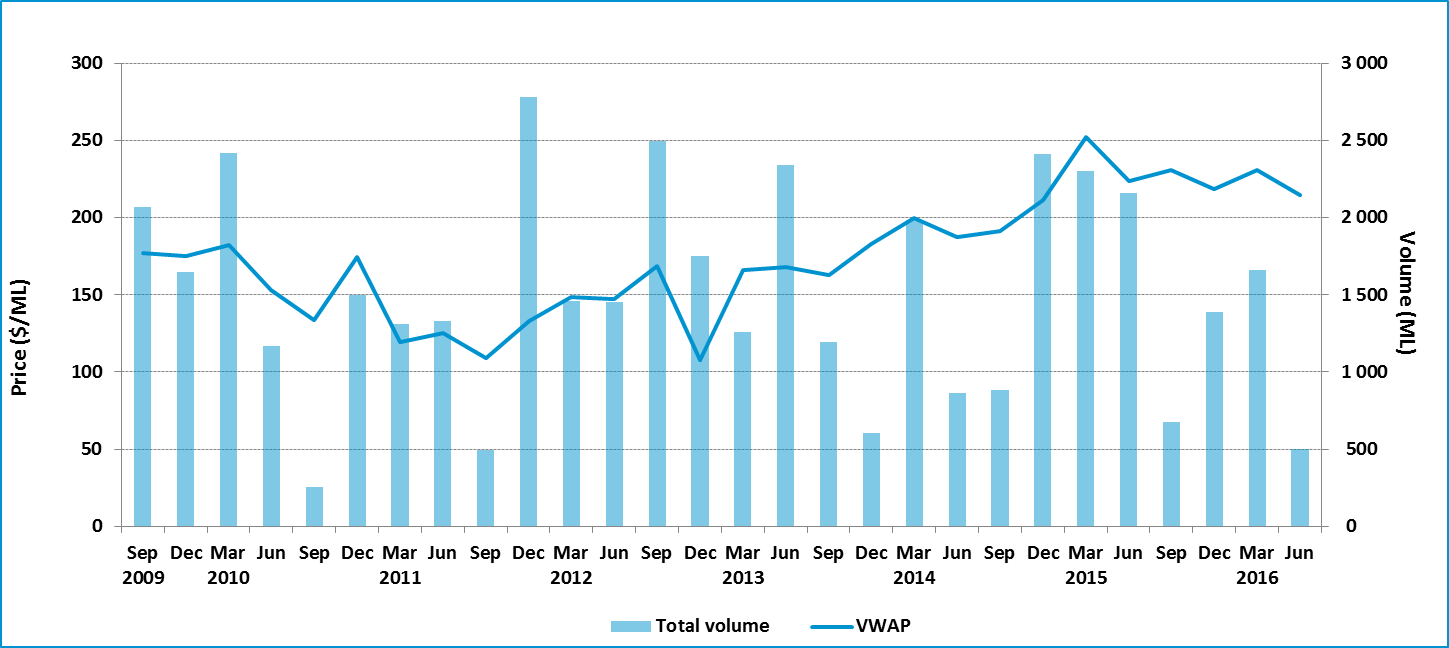 300
250
200
150
100
50
0
Price ($/ML)
3 000
2 500
2 000
1 500
1 000
500
0
Volume (ML)
Sep Dec Mar Jun Sep Dec Mar Jun Sep Dec Mar Jun Sep Dec Mar Jun Sep Dec Mar Jun Sep Dec Mar Jun Sep Dec Mar Jun
2009 2010 2011 2012 2013 2014 2015 2016
Total volume VWAP